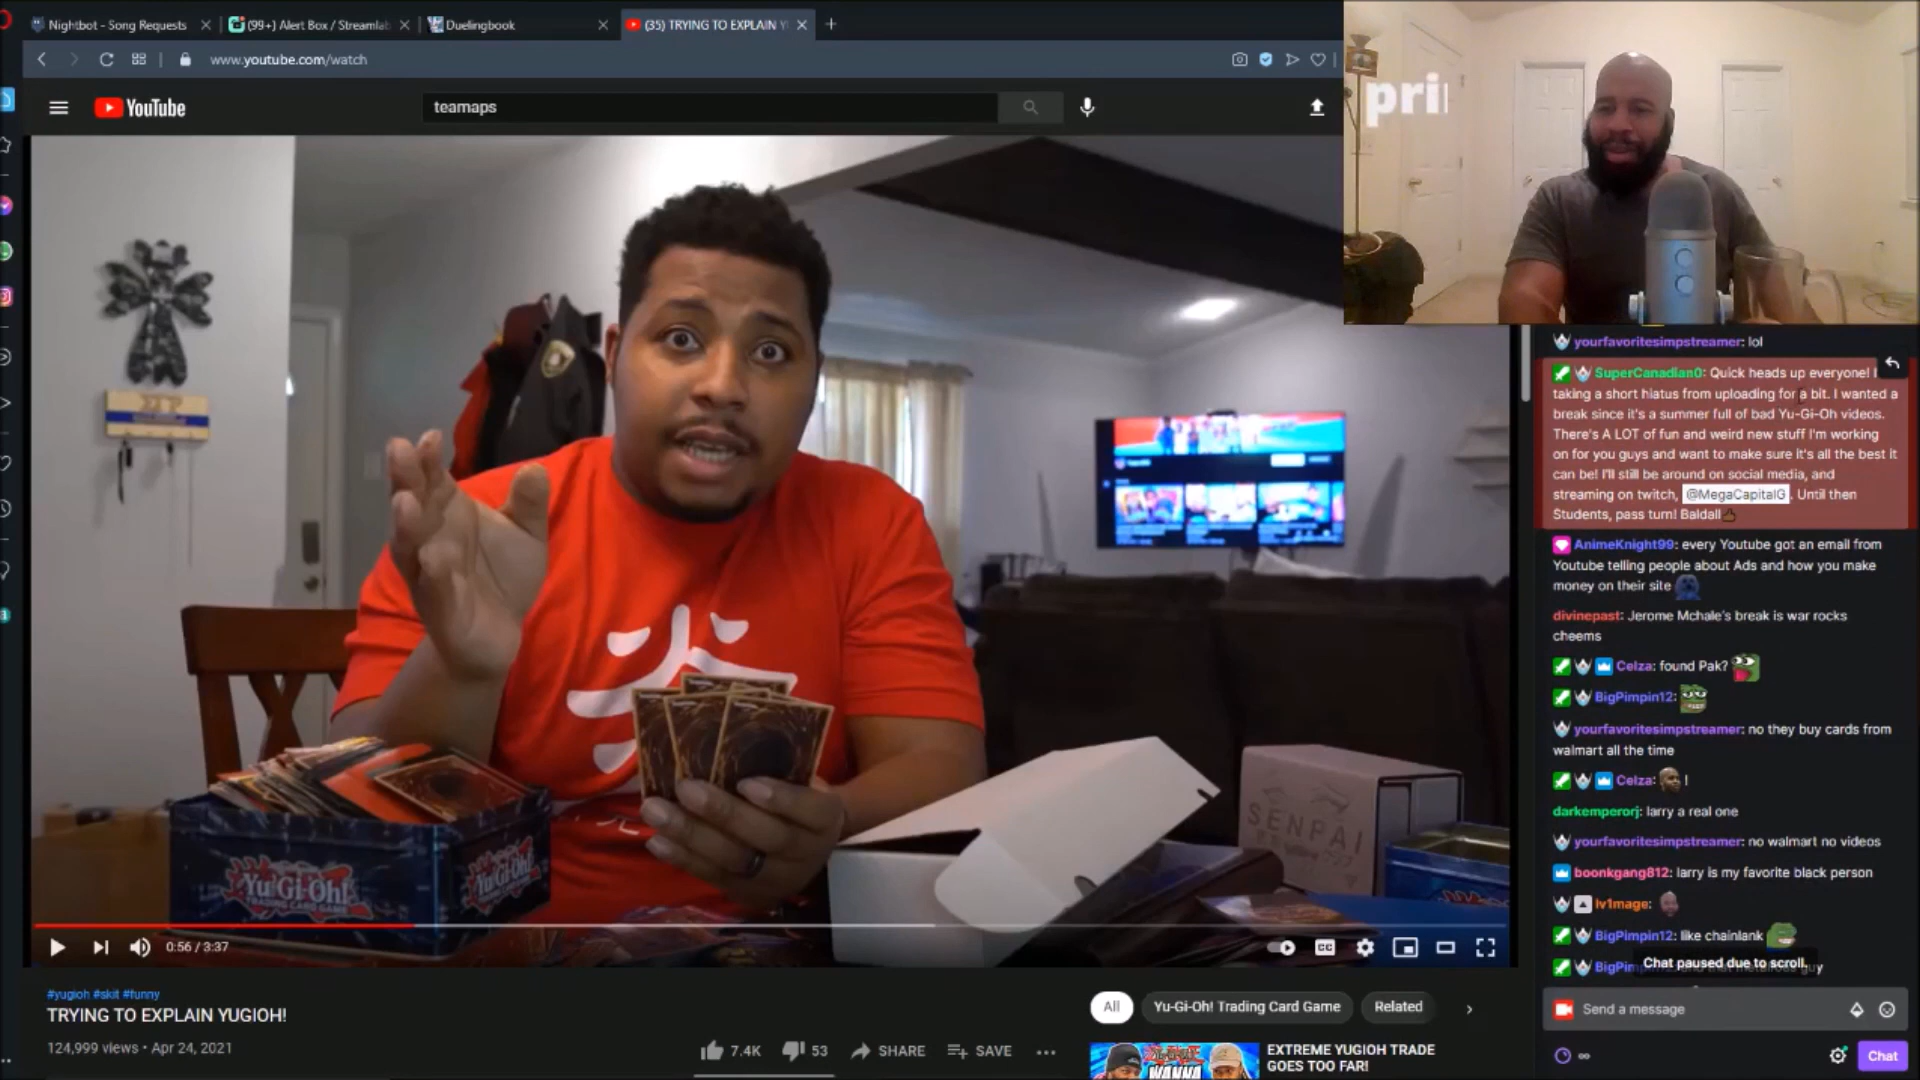 Nightbot - Song Requests
(99+) Alert Box / Streamlab
Duelingbook
(35) TRYING TO EXPLAIN Y
www.youtube.com/watch
YouTube
teamaps
pri
SENPAI
Yu-Gi-Oh!
TRADING CARD GAME
Yu-Gi-Oh!
0:56 / 3:37
CC
#yugioh #skit #funny
TRYING TO EXPLAIN YUGIOH!
124,999 views • Apr 24, 2021
7.4K
53
SHARE
SAVE
All
Yu-Gi-Oh! Trading Card Game
Related
WANNA
EXTREME YUGIOH TRADE
GOES TOO FAR!
yourfavoritesimpstreamer: lol
SuperCanadian0: Quick heads up everyone!
taking a short hiatus from uploading for a bit. I wanted a
break since it's a summer full of bad Yu-Gi-Oh videos.
There's A LOT of fun and weird new stuff I'm working
on for you guys and want to make sure it's all the best it
can be! I'll still be around on social media, and
streaming on twitch, @MegaCapitalG . Until then
Students, pass turn! Baldall
AnimeKnight99: every Youtube got an email from
Youtube telling people about Ads and how you make
money on their site
divinepast: Jerome Mchale's break is war rocks
cheems
Celza: found Pak?
BigPimpin12:
yourfavoritesimpstreamer: no they buy cards from
walmart all the time
Celza: !
darkemperorj: larry a real one
yourfavoritesimpstreamer: no walmart no videos
boonkgang812: larry is my favorite black person
lv1mage:
BigPimpin12: like chainlank
BigPim
guy
Chat paused due to scroll.
Send a message
Chat